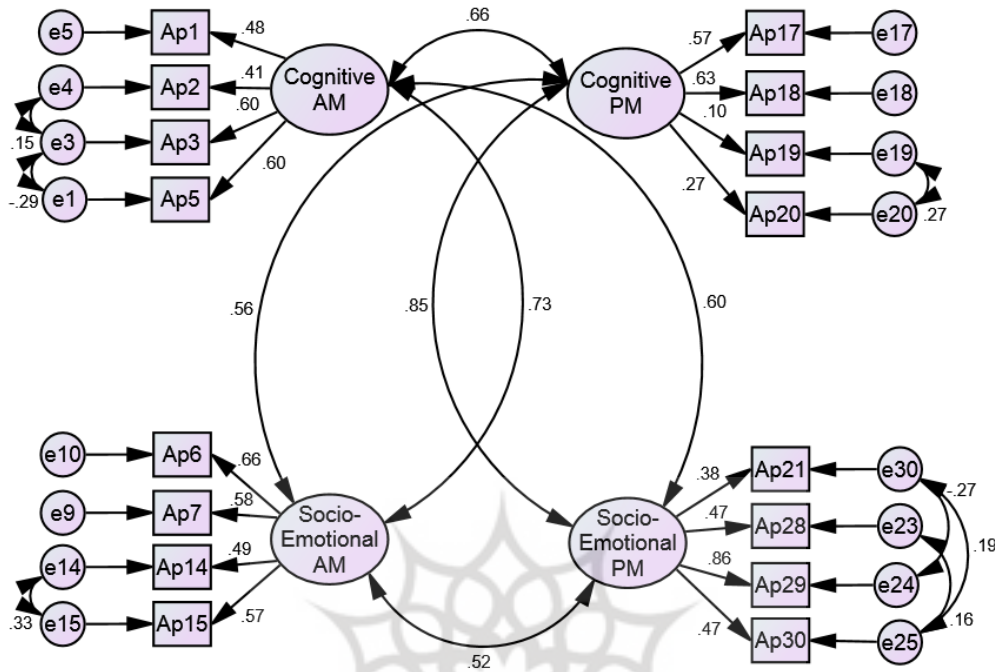 .66
e5
Ap1
.48
Cognitive
AM
Cognitive
PM
.57
Ap17
e17
e4
Ap2
.41
.63
Ap18
e18
.15
e3
Ap3
.60
.10
Ap19
e19
-.29
e1
Ap5
.60
.27
Ap20
e20
.27
.56
.85
.73
.60
e10
Ap6
.66
.38
Ap21
e30
-.27
e9
Ap7
.58
Socio-
Emotional
AM
Socio-
Emotional
PM
.47
Ap28
e23
.19
e14
Ap14
.49
.86
Ap29
e24
.33
e15
Ap15
.57
.47
Ap30
e25
.16
.52